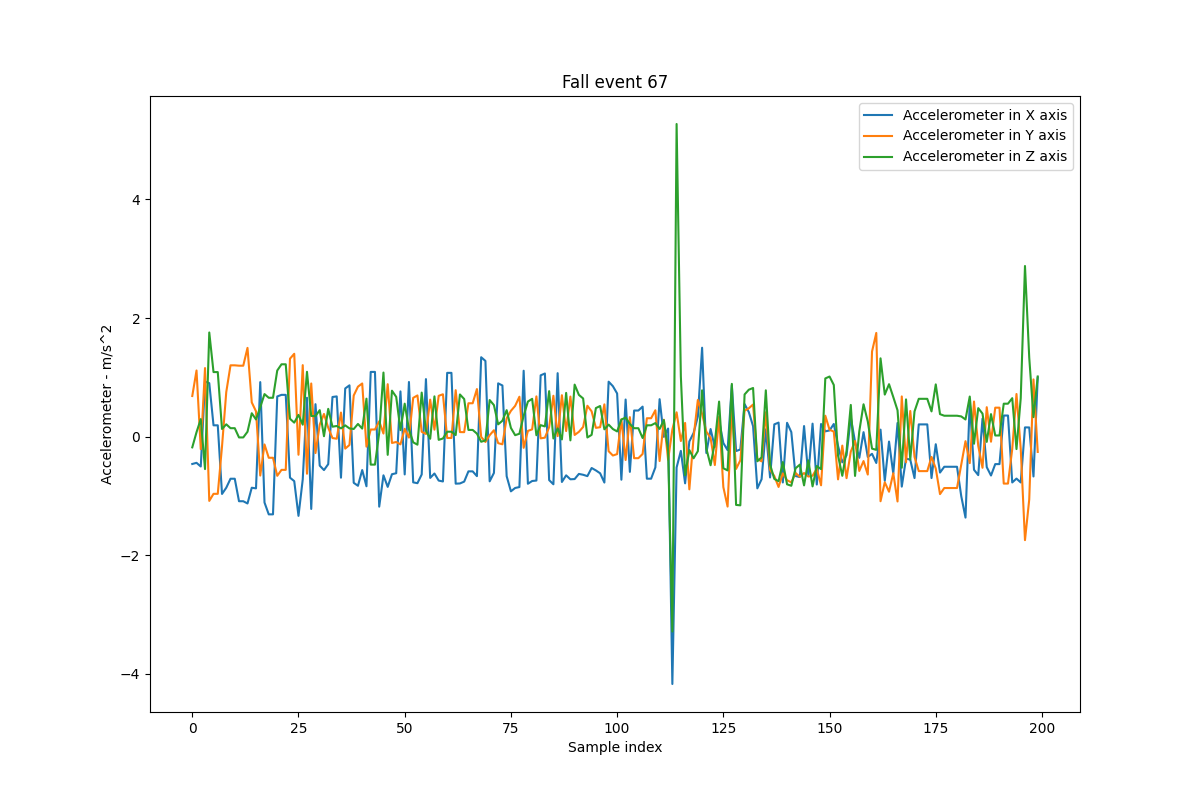 Fall event 67
Accelerometer in X axis
Accelerometer in Y axis
Accelerometer in Z axis
Accelerometer - m/s^2
4
2
0
−2
−4
0 25 50 75 100 125 150 175 200
Sample index